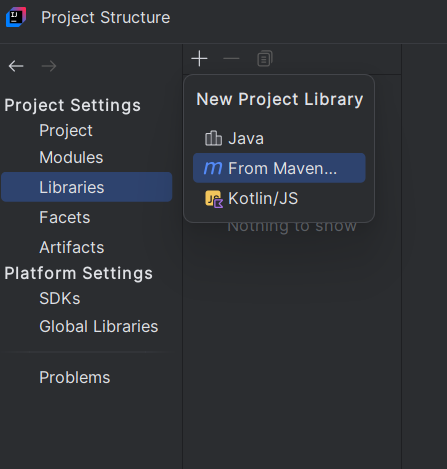 Project Structure
Project Settings
Project
Modules
Libraries
Facets
Artifacts
Platform Settings
SDKs
Global Libraries
Problems
New Project Library
Java
From Maven...
Kotlin/JS
Nothing to show